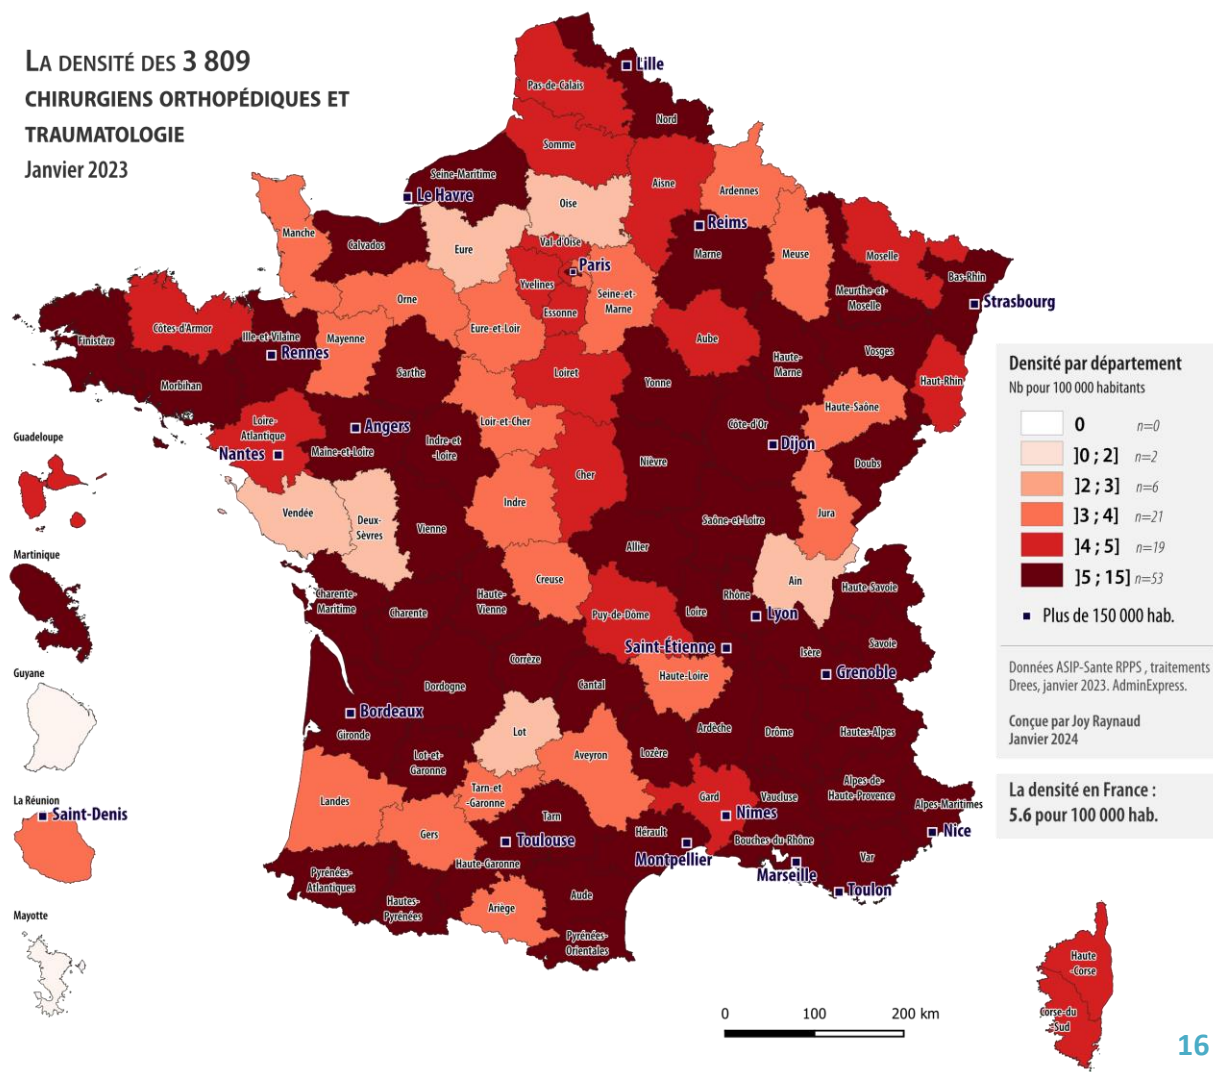 LA DENSITÉ DES 3 809
CHIRURGIENS ORTHOPÉDIQUES ET
TRAUMATOLOGIE
Janvier 2023
Lille
Pas-de-Calais
Nord
Somme
Seine-Maritime
Le Havre
Oise
Aisne
Ardennes
Reims
Manche
Calvados
Eure
Val-d'Oise
Paris
Marne
Meuse
Moselle
Bas-Rhin
Yvelines
Seine-et-
Marne
Meurthe-et-
Moselle
Strasbourg
Orne
Essonne
Côtes-d'Armor
Finistère
Ille-et-Vilaine
Rennes
Mayenne
Eure-et-Loir
Aube
Vosges
Haute-
Marne
Sarthe
Loiret
Yonne
Haut-Rhin
Morbihan
Loir-et-Cher
Haute-Saône
Loire-
Atlantique
Angers
Côte-d'Or
Dijon
Nantes
Maine-et-Loire
Indre-et
-Loire
Nièvre
Doubs
Cher
Vendée
Deux-
Sèvres
Vienne
Indre
Saône-et-Loire
Jura
Allier
Creuse
Ain
Haute-Savoie
Charente-
Maritime
Charente
Haute-
Vienne
Puy-de-Dôme
Loire
Rhône
Lyon
Saint-Étienne
Isère
Savoie
Corrèze
Haute-Loire
Grenoble
Dordogne
Cantal
Bordeaux
Gironde
Lot
Ardèche
Drôme
Hautes-Alpes
Lot-et-
Garonne
Aveyron
Lozère
Landes
Tarn-et
-Garonne
Gard
Vaucluse
Alpes-de-
Haute-Provence
Alpes-Maritimes
Gers
Tarn
Nîmes
Toulouse
Hérault
Montpellier
Bouches-du-Rhône
Nice
Haute-Garonne
Marseille
Var
Toulon
Pyrénées-
Atlantiques
Hautes-
Pyrénées
Ariège
Aude
Pyrénées-
Orientales
Haute
-Corse
Corse-du
-Sud
Guadeloupe
Martinique
Guyane
La Réunion
Saint-Denis
Mayotte
Densité par département
Nb pour 100 000 habitants
0 n=0
]0 ; 2] n=2
]2 ; 3] n=6
]3 ; 4] n=21
]4 ; 5] n=19
]5 ; 15] n=53
Plus de 150 000 hab.
Données ASIP-Sante RPPS , traitements
Drees, janvier 2023. AdminExpress.
Conçue par Joy Raynaud
Janvier 2024
La densité en France :
5.6 pour 100 000 hab.
0 100 200 km
16